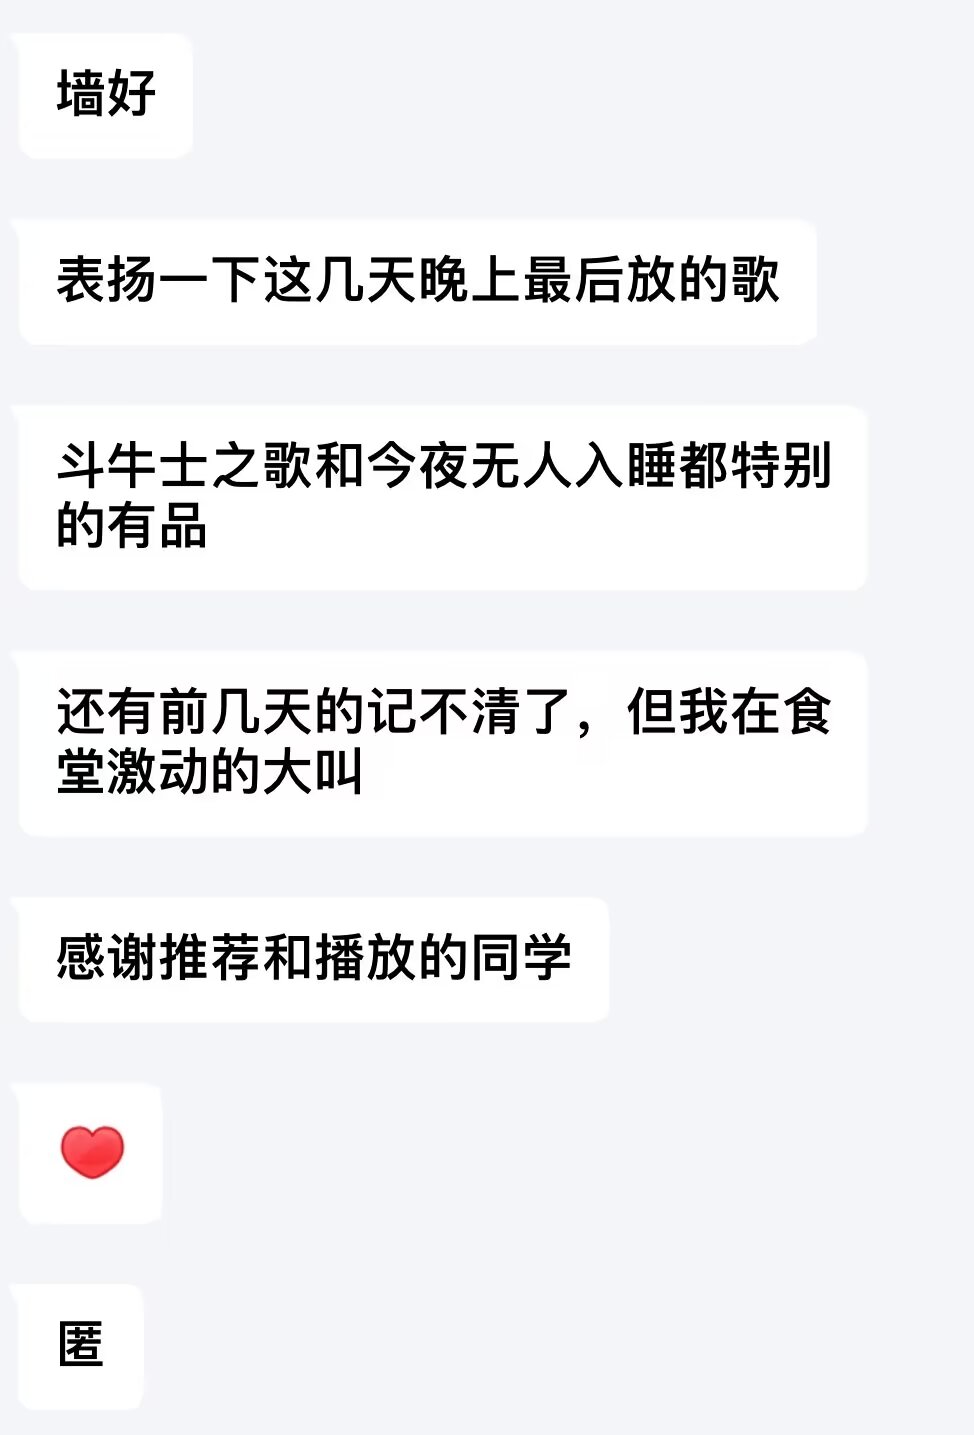 墙好
表扬一下这几天晚上最后放的歌
斗牛士之歌和今夜无人入睡都特别
的有品
还有前几天的记不清了，但我在食
堂激动的大叫
感谢推荐和播放的同学
匿